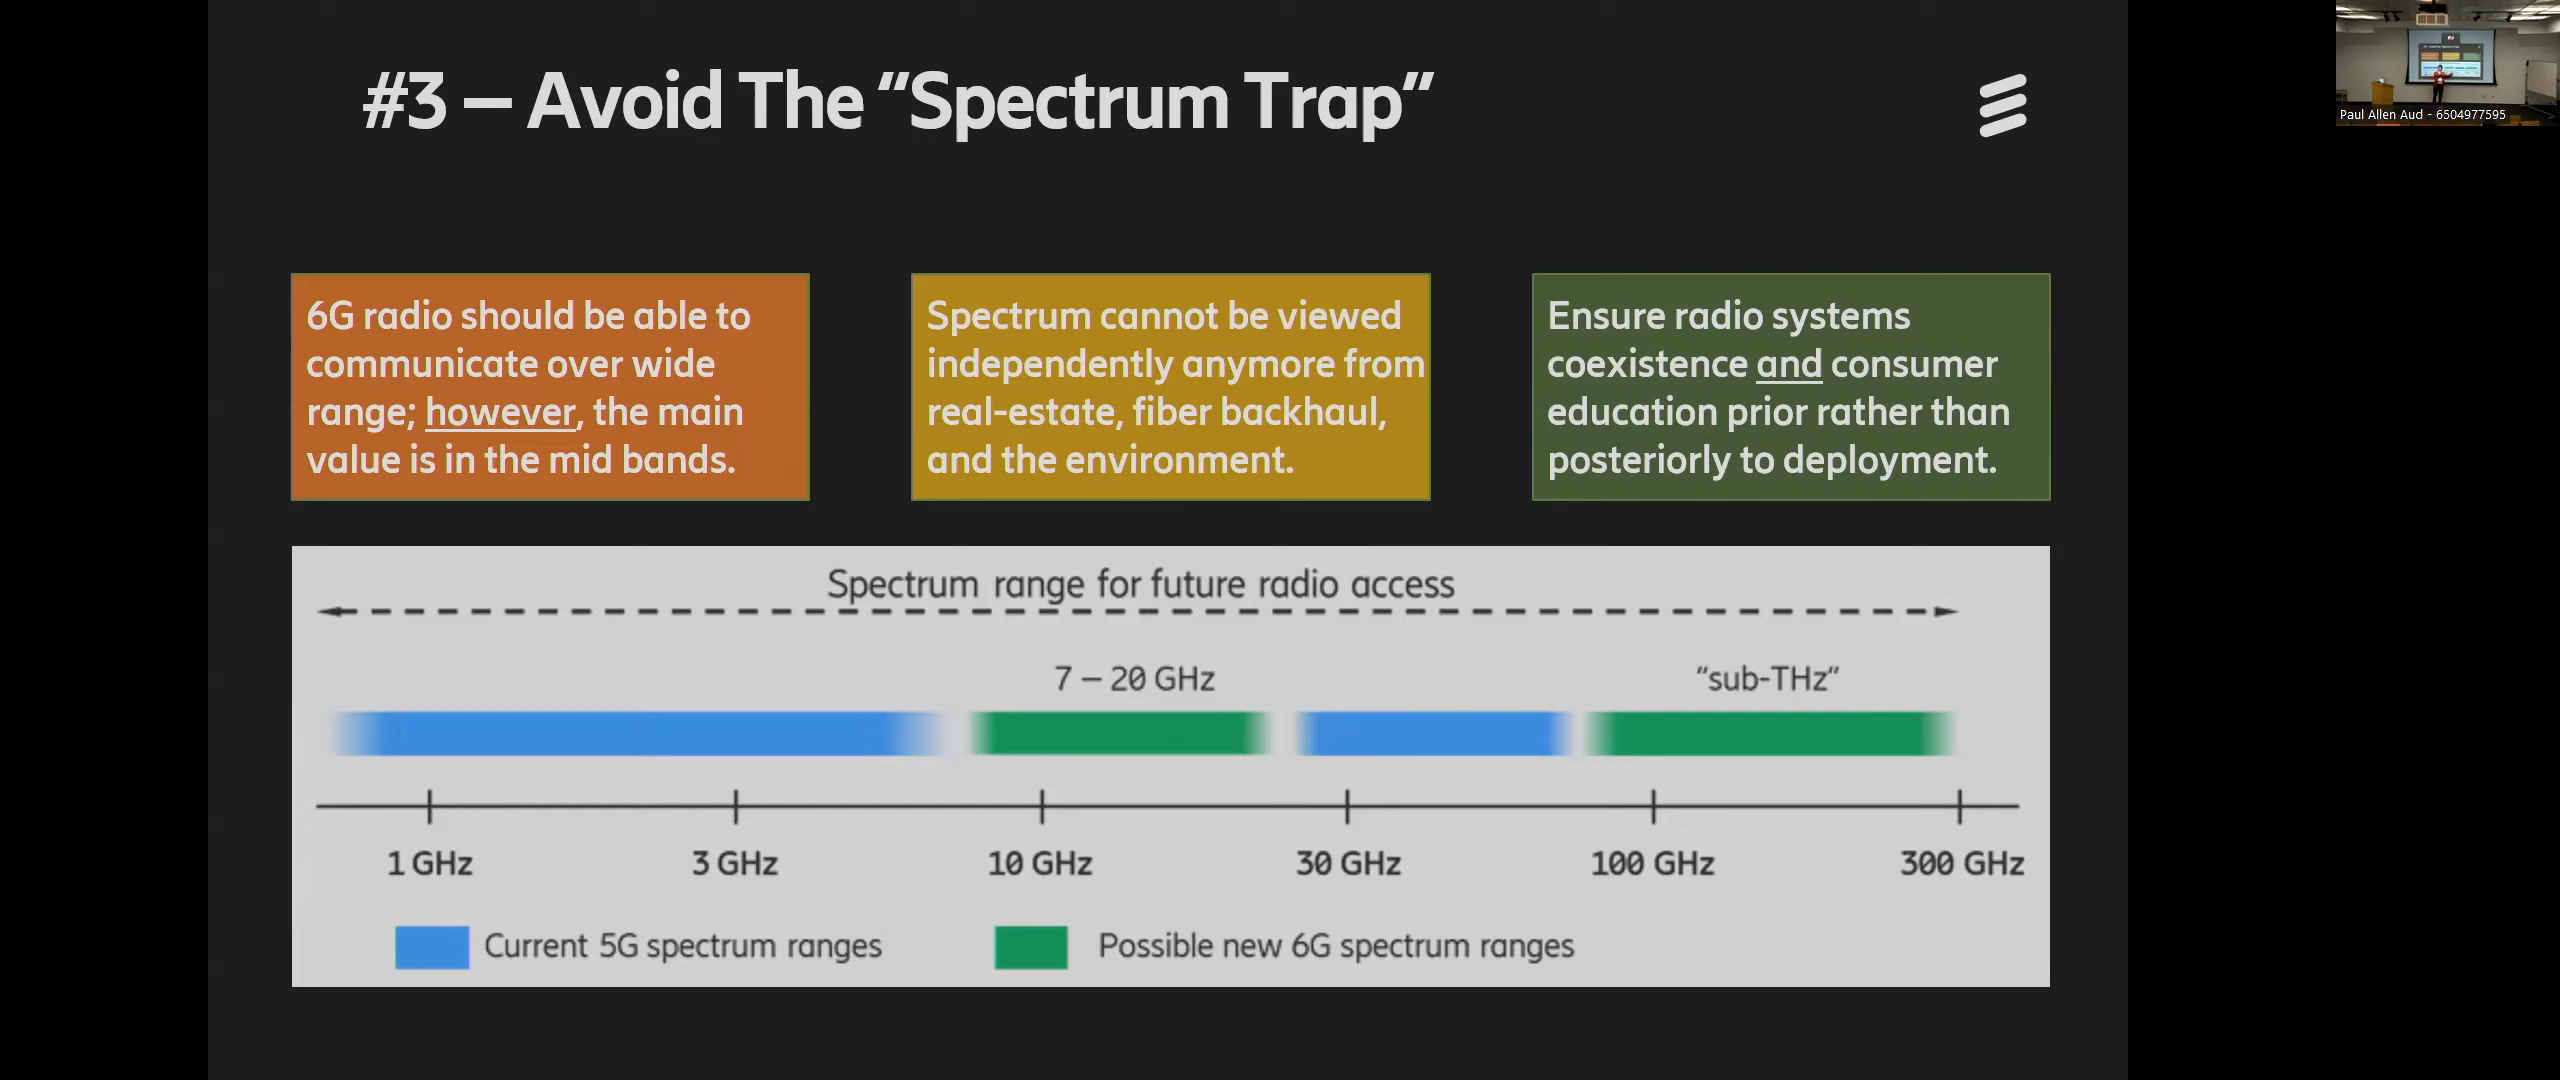 #3 – Avoid The “Spectrum Trap”
Paul Allen Aud - 6504977595
6G radio should be able to
communicate over wide
range; however, the main
value is in the mid bands.
Spectrum cannot be viewed
independently anymore from
real-estate, fiber backhaul,
and the environment.
Ensure radio systems
coexistence and consumer
education prior rather than
posteriorly to deployment.
Spectrum range for future radio access
7 – 20 GHz
“sub-THz”
1 GHz
3 GHz
10 GHz
30 GHz
100 GHz
300 GHz
Current 5G spectrum ranges
Possible new 6G spectrum ranges